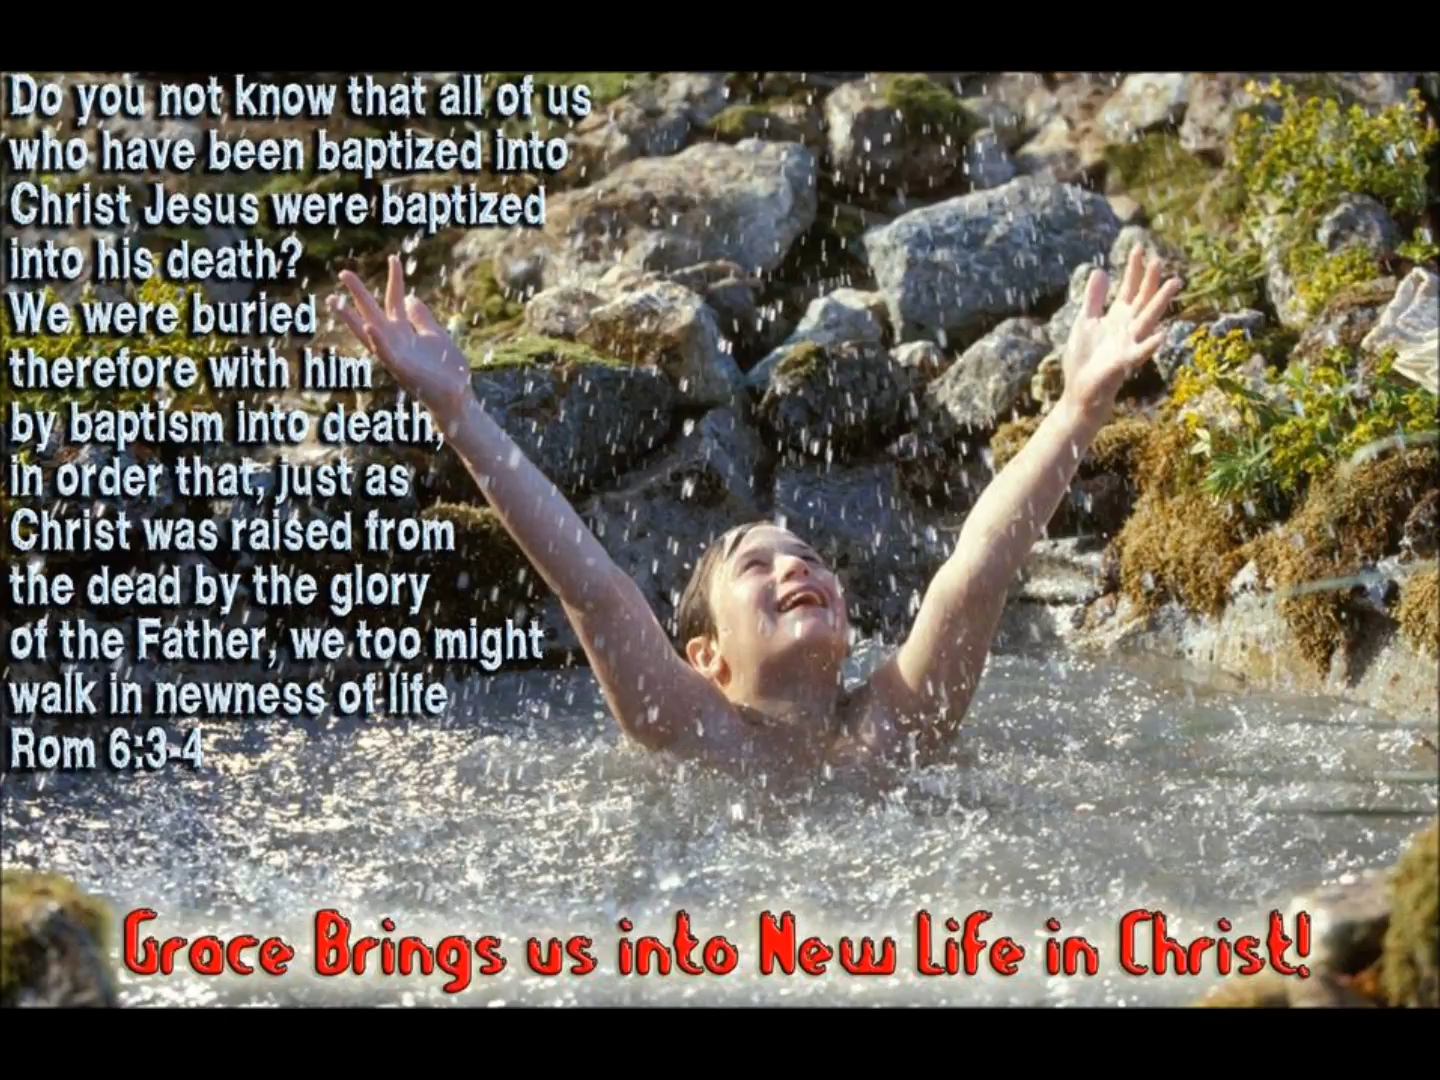 Do you not know that all of us
who have been baptized into
Christ Jesus were baptized
into his death?
We were buried
therefore with him
by baptism into death,
in order that, just as
Christ was raised from
the dead by the glory
of the Father, we too might
walk in newness of life
Rom 6:3-4
Grace Brings us into New Life in Christ!